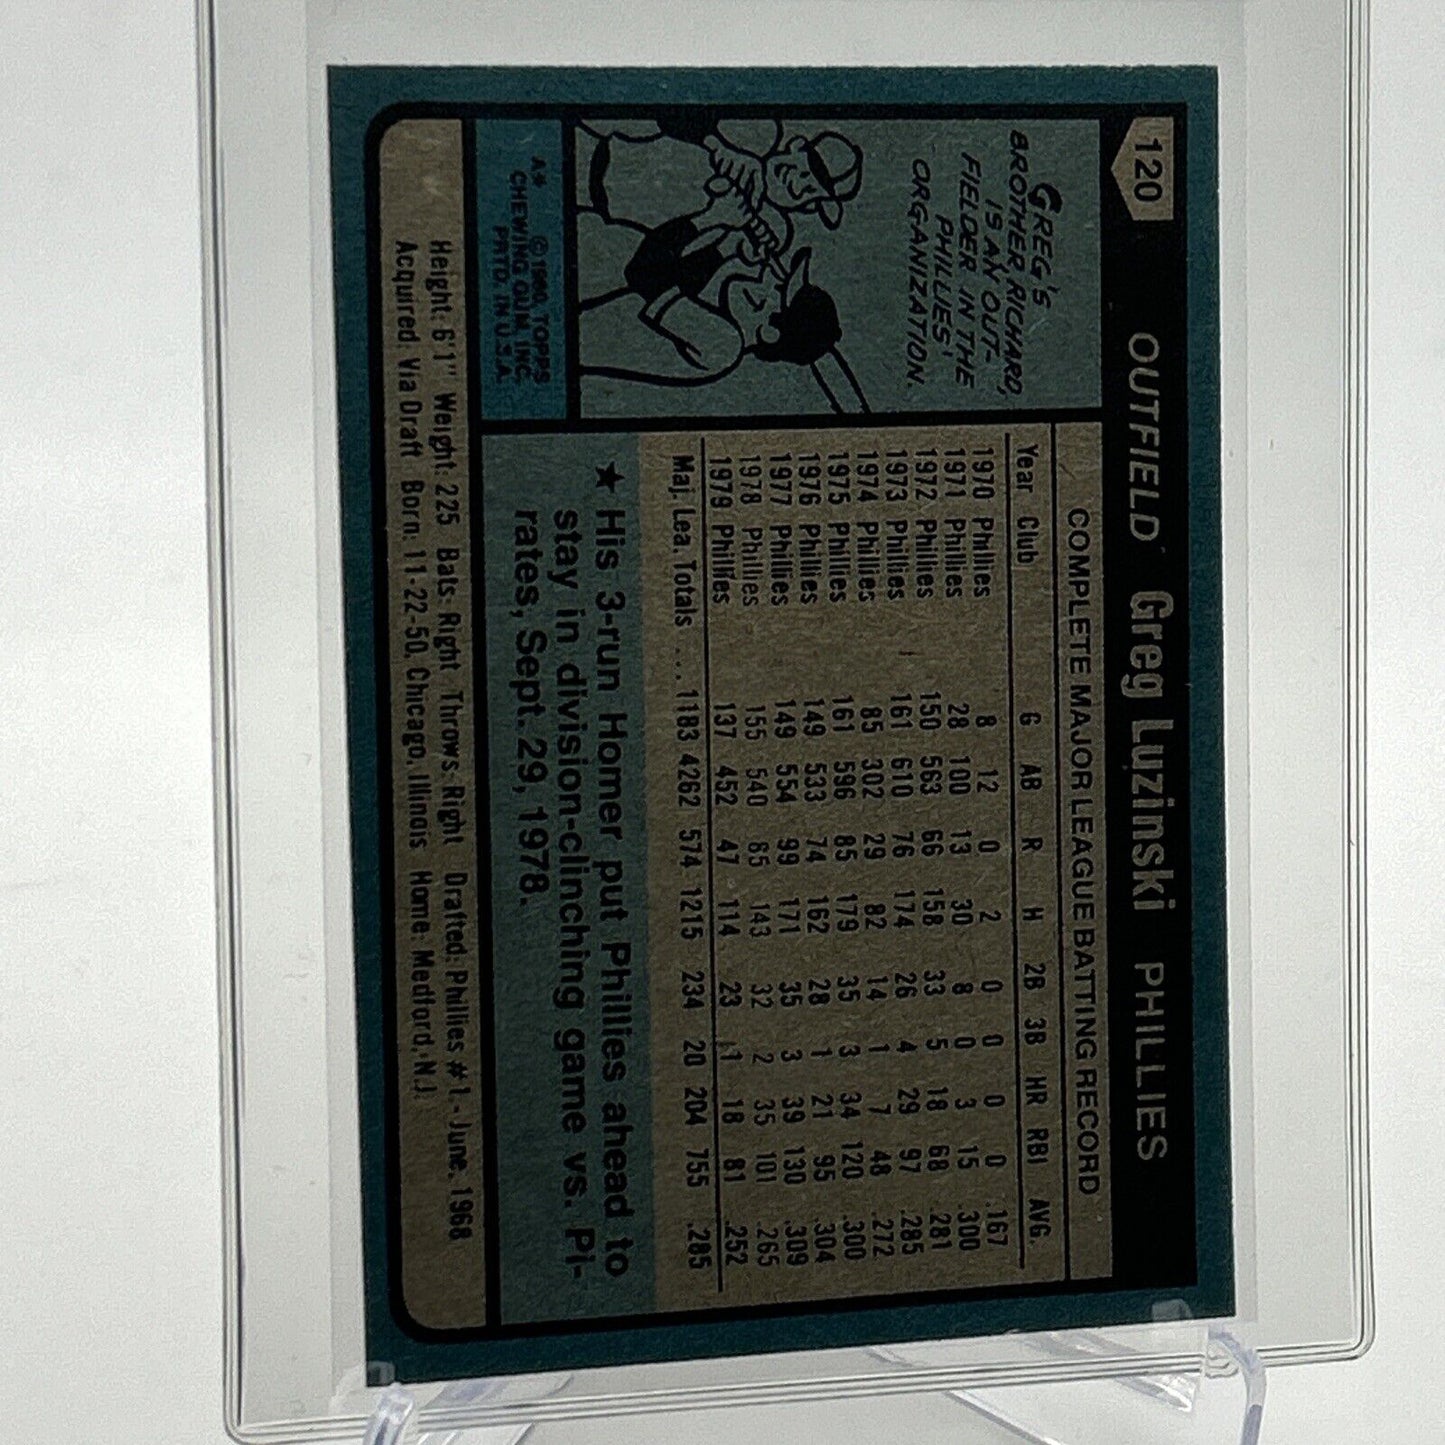 120 OUTFIELD Greg Luzinski PHILLIES
GREG'S
BROTHER RICHARD,
IS AN OUT-
FIELDER IN THE
PHILLIES'
ORGANIZATION.
A* © 1980, TOPPS
CHEWING GUM, INC.
PRTD. IN U.S.A.
COMPLETE MAJOR LEAGUE BATTING RECORD
Year Club G AB R H 2B 3B HR RBI AVG.
1970 Phillies 8 12 0 2 0 0 0 0 .167
1971 Phillies 28 100 13 30 8 0 3 15 .300
1972 Phillies 150 563 66 158 33 5 18 68 .281
1973 Phillies 161 610 76 174 26 4 29 97 .285
1974 Phillies 85 302 29 82 14 1 7 48 .272
1975 Phillies 161 596 85 179 35 3 34 120 .300
1976 Phillies 149 533 74 162 28 1 21 95 .304
1977 Phillies 149 554 99 171 35 3 39 130 .309
1978 Phillies 155 540 85 143 32 2 35 101 .265
1979 Phillies 137 452 47 114 23 1 18 81 .252
Maj. Lea. Totals ... 1183 4262 574 1215 234 20 204 755 .285
★ His 3-run Homer put Phillies ahead to
stay in division-clinching game vs. Pi-
rates, Sept. 29, 1978.
Height: 6'1" Weight: 225 Bats: Right Throws: Right Drafted: Phillies #1-June, 1968
Acquired: Via Draft Born: 11-22-50, Chicago, Illinois Home: Medford, N.J.